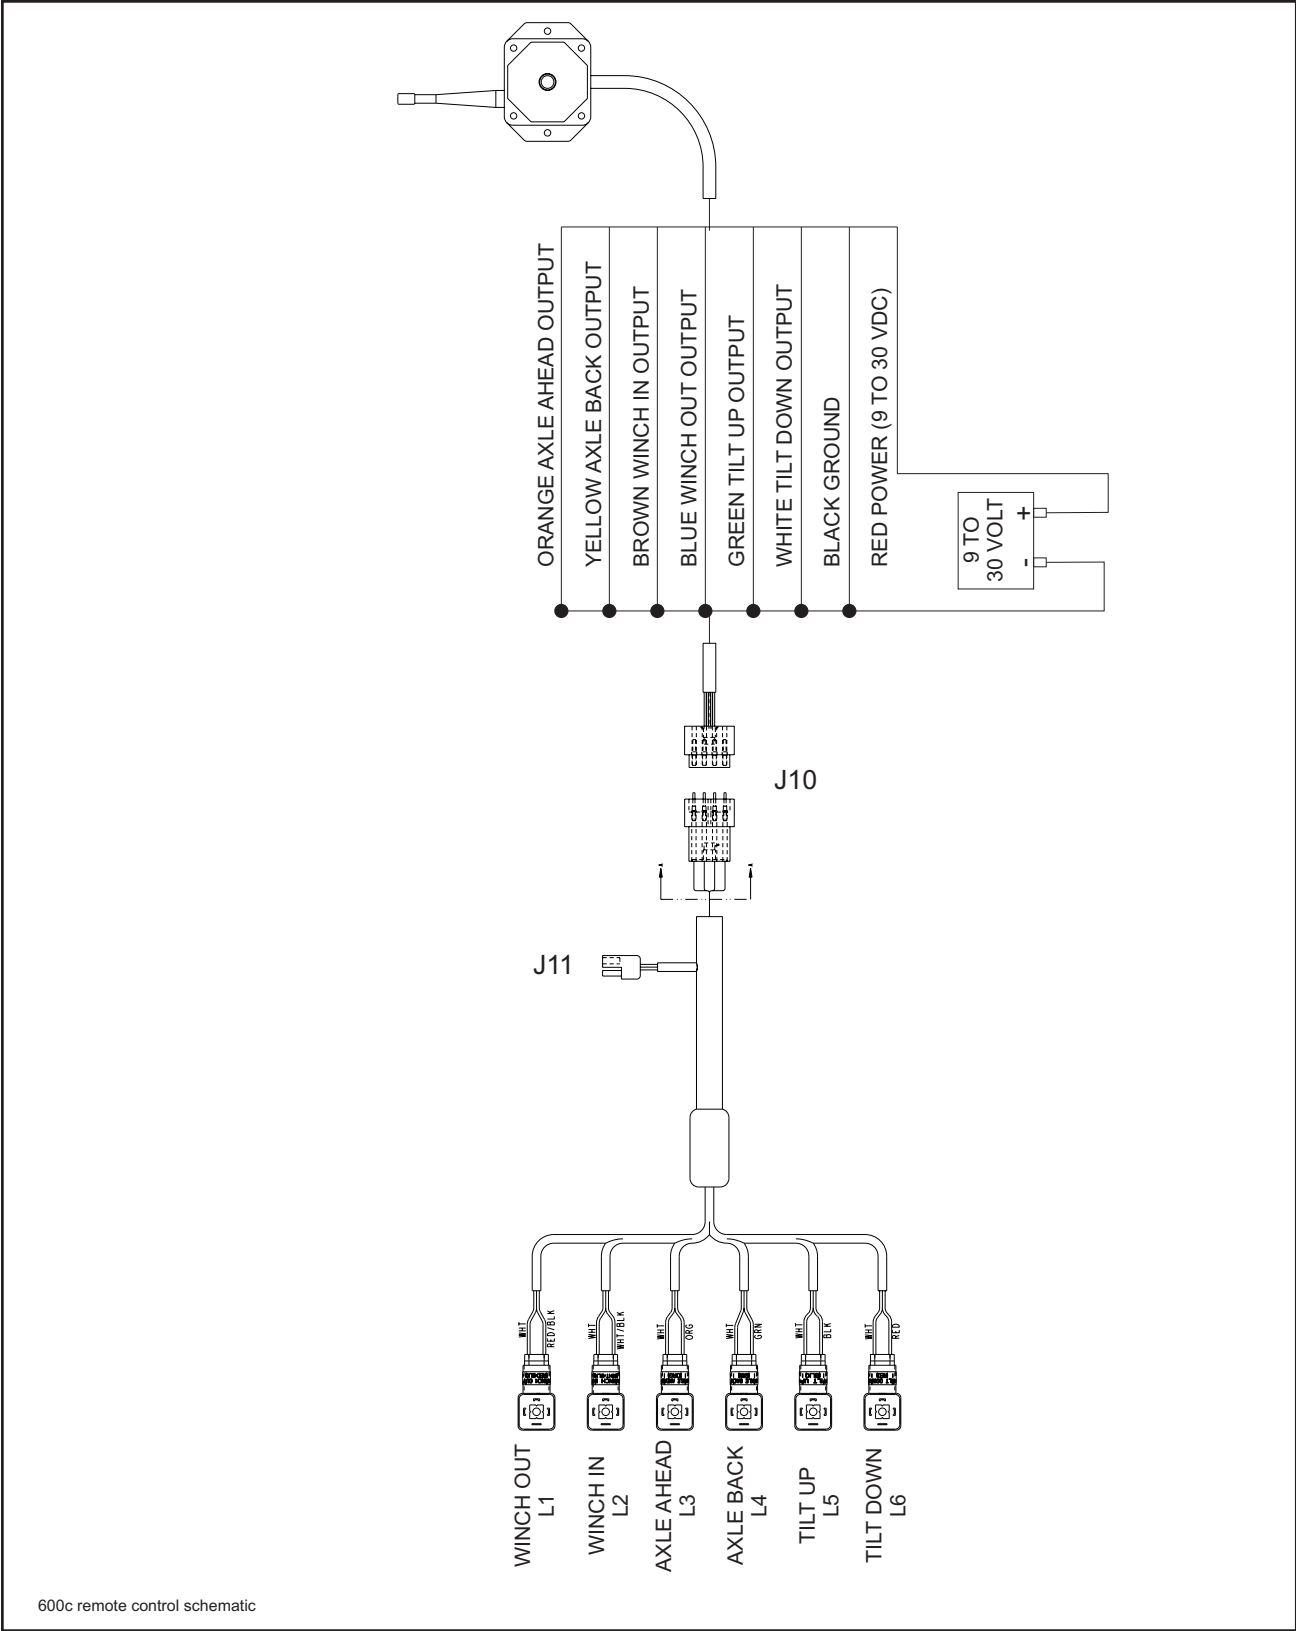 ORANGE AXLE AHEAD OUTPUT
YELLOW AXLE BACK OUTPUT
BROWN WINCH IN OUTPUT
BLUE WINCH OUT OUTPUT
GREEN TILT UP OUTPUT
WHITE TILT DOWN OUTPUT
BLACK GROUND
RED POWER (9 TO 30 VDC)
9 TO
30 VOLT
- +
J10
J11
WHT
RED/BLK
WHT
WHT/BLK
WHT
ORG
WHT
GRN
WHT
BLK
WHT
RED
WINCH OUT
L1
WINCH IN
L2
AXLE AHEAD
L3
AXLE BACK
L4
TILT UP
L5
TILT DOWN
L6
600c remote control schematic